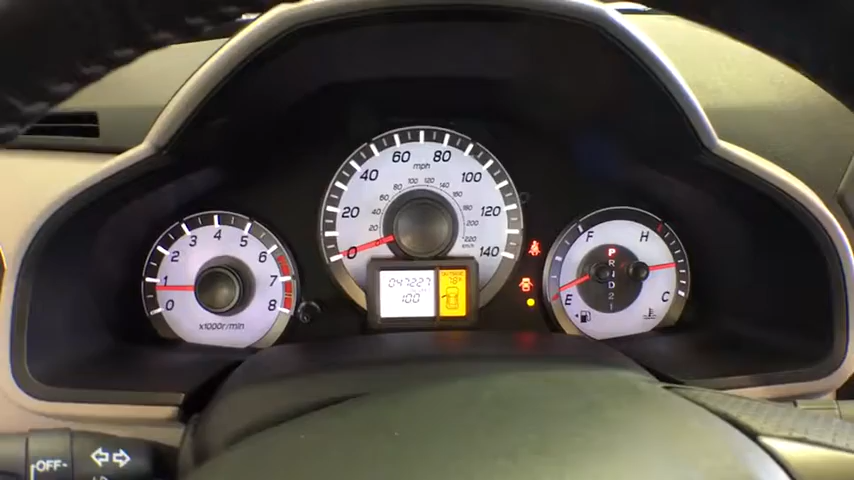 0 20 40 60 80 100 120 140
mph
20 40 60 80 100 120 140 160 180 200 220
km/h
0 1 2 3 4 5 6 7 8
x1000r/min
F E
H C
P
R
N
D
2
1
047227
100
78°
OFF